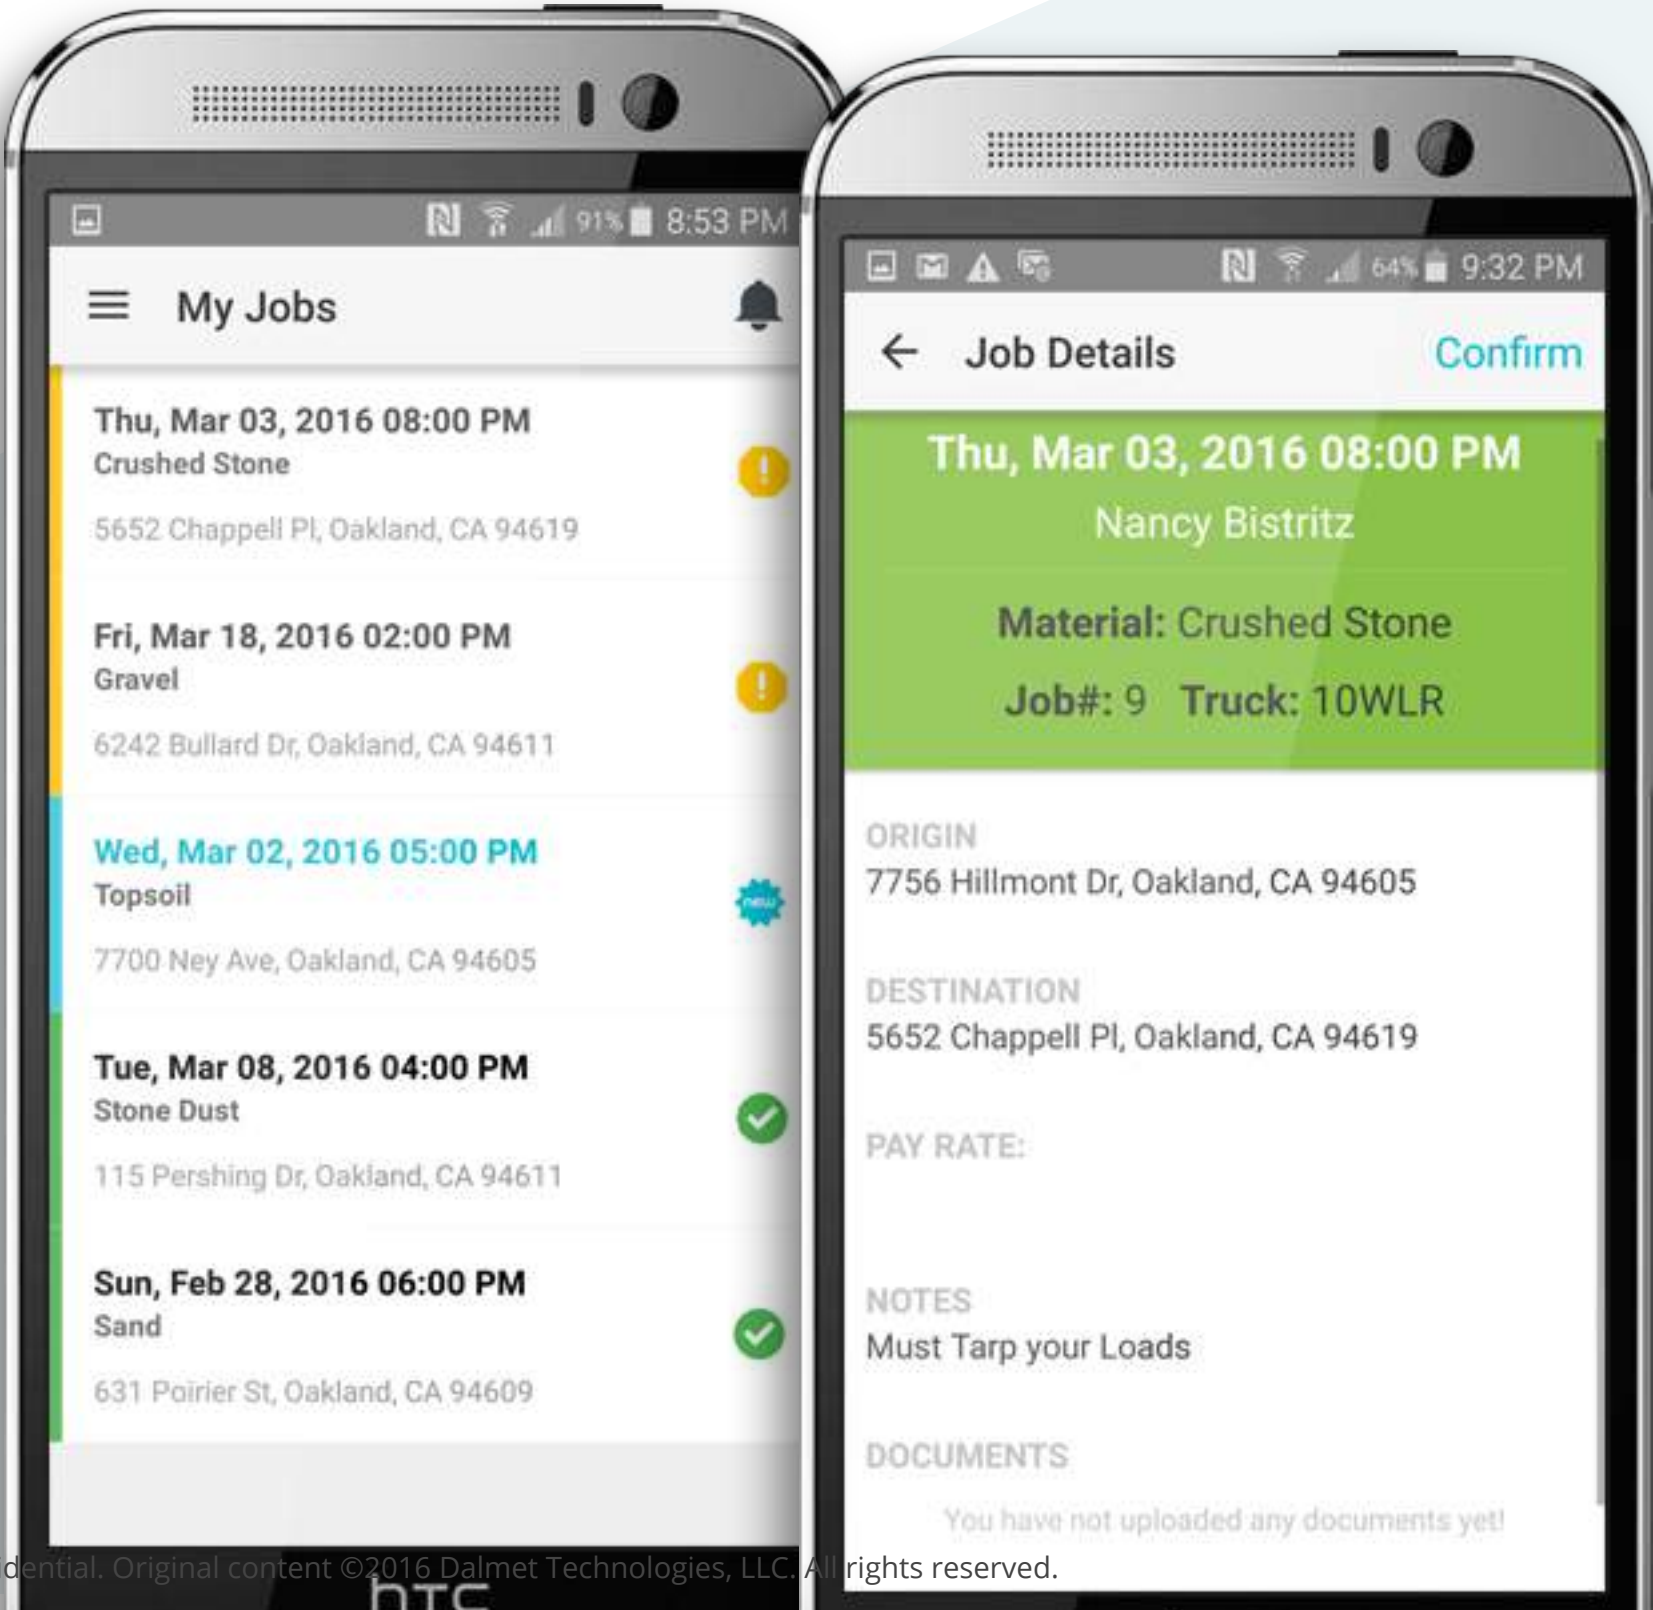 91% 8:53 PM
My Jobs
Thu, Mar 03, 2016 08:00 PM
Crushed Stone
5652 Chappell Pl, Oakland, CA 94619
Fri, Mar 18, 2016 02:00 PM
Gravel
6242 Bullard Dr, Oakland, CA 94611
Wed, Mar 02, 2016 05:00 PM
Topsoil
new
7700 Ney Ave, Oakland, CA 94605
Tue, Mar 08, 2016 04:00 PM
Stone Dust
115 Pershing Dr, Oakland, CA 94611
Sun, Feb 28, 2016 06:00 PM
Sand
631 Poirier St, Oakland, CA 94609
64% 9:32 PM
Job Details Confirm
Thu, Mar 03, 2016 08:00 PM
Nancy Bistritz
Material: Crushed Stone
Job#: 9 Truck: 10WLR
ORIGIN
7756 Hillmont Dr, Oakland, CA 94605
DESTINATION
5652 Chappell Pl, Oakland, CA 94619
PAY RATE:
NOTES
Must Tarp your Loads
DOCUMENTS
You have not uploaded any documents yet!
idential. Original content ©2016 Dalmet Technologies, LLC. All rights reserved.
hTC